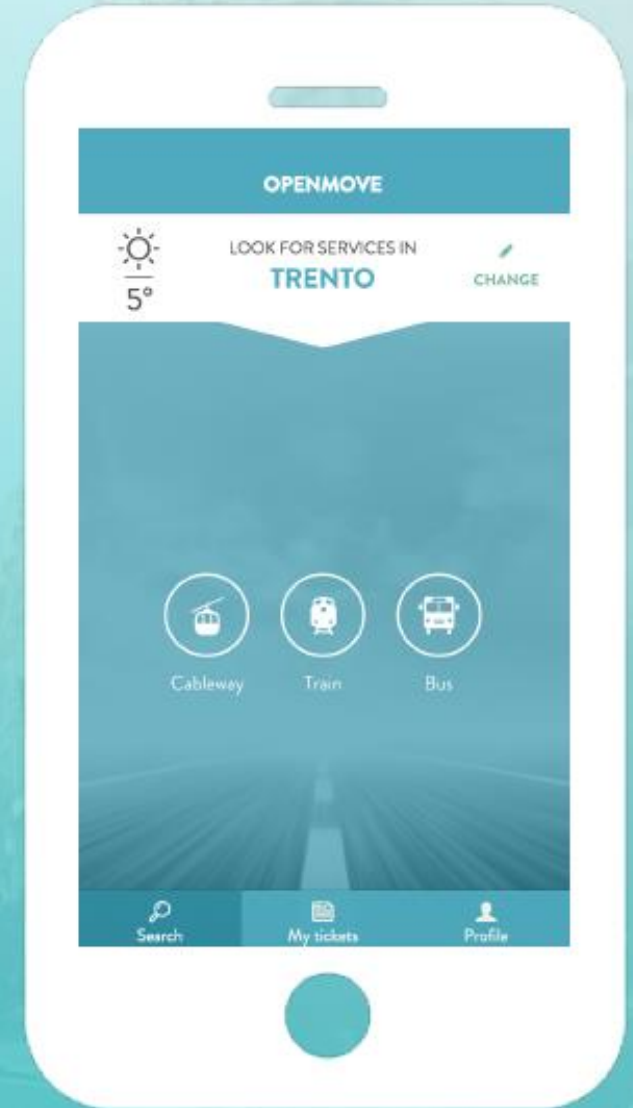 OPENMOVE
LOOK FOR SERVICES IN
TRENTO
CHANGE
5°
Cableway Train Bus
Search My tickets Profile